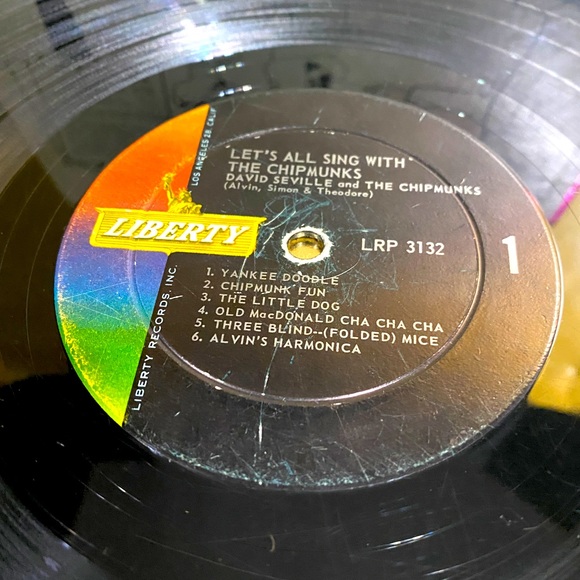 "LET'S ALL SING WITH"
THE CHIPMUNKS
DAVID SEVILLE and THE CHIPMUNKS
(Alvin, Simon & Theodore)
LIBERTY
LRP 3132
1
1. YANKEE DOODLE
2. CHIPMUNK FUN
3. THE LITTLE DOG
4. OLD MacDONALD CHA CHA CHA
5. THREE BLIND--(FOLDED) MICE
6. ALVIN'S HARMONICA
LIBERTY RECORDS, INC.
LOS ANGELES 28, CALIF.